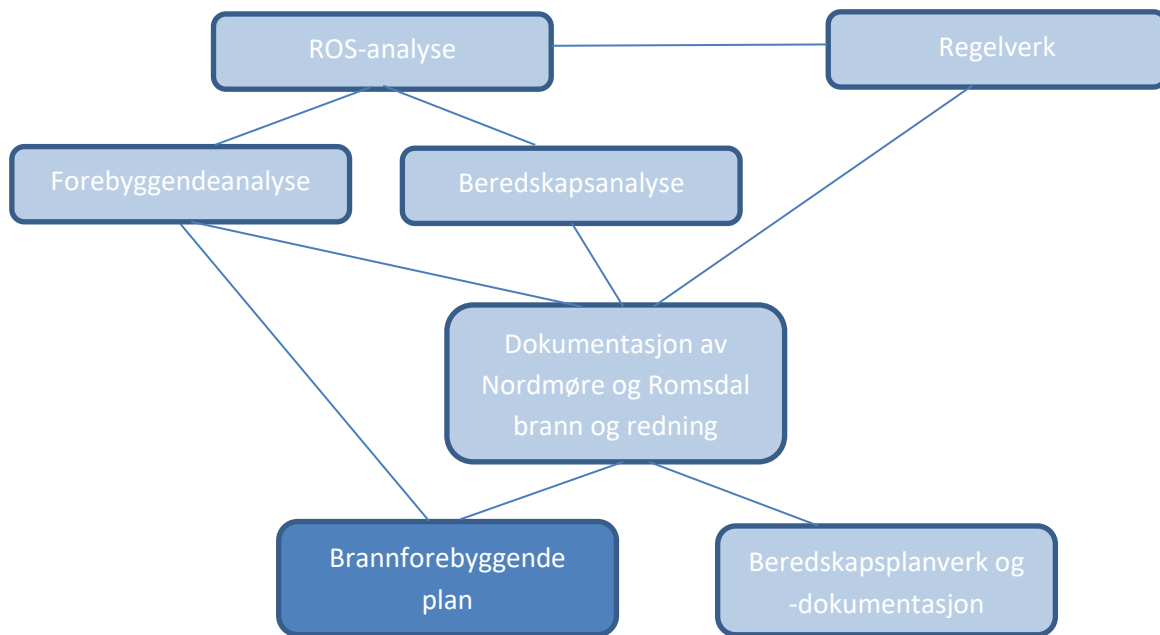 ROS-analyse
Regelverk
Forebyggendeanalyse
Beredskapsanalyse
Dokumentasjon av
Nordmøre og Romsdal
brann og redning
Brannforebyggende
plan
Beredskapsplanverk og
-dokumentasjon